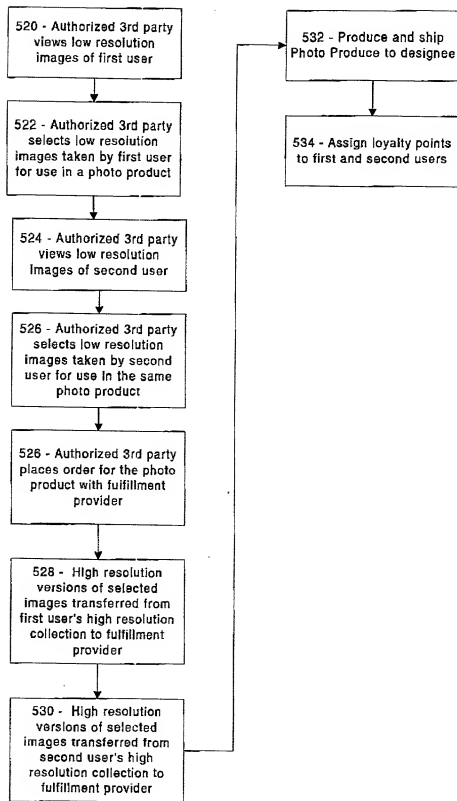 520 - Authorized 3rd party
views low resolution
images of first user
522 - Authorized 3rd party
selects low resolution
images taken by first user
for use in a photo product
524 - Authorized 3rd party
views low resolution
Images of second user
526 - Authorized 3rd party
selects low resolution
images taken by second
user for use in the same
photo product
526 - Authorized 3rd party
places order for the photo
product with fulfillment
provider
528 - High resolution
versions of selected
images transferred from
first user's high resolution
collection to fulfillment
provider
530 - High resolution
versions of selected
images transferred from
second user's high
resolution collection to
fulfillment provider
532 - Produce and ship
Photo Produce to designee
534 - Assign loyalty points
to first and second users